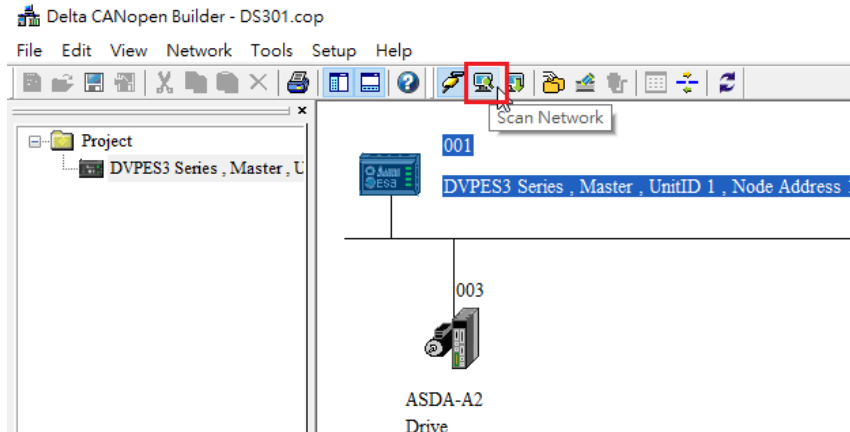 Delta CANopen Builder - DS301.cop
File Edit View Network Tools Setup Help
Scan Network
Project
DVPES3 Series , Master , U
001
DVPES3 Series , Master , UnitID 1 , Node Address 1
003
ASDA-A2
Drive